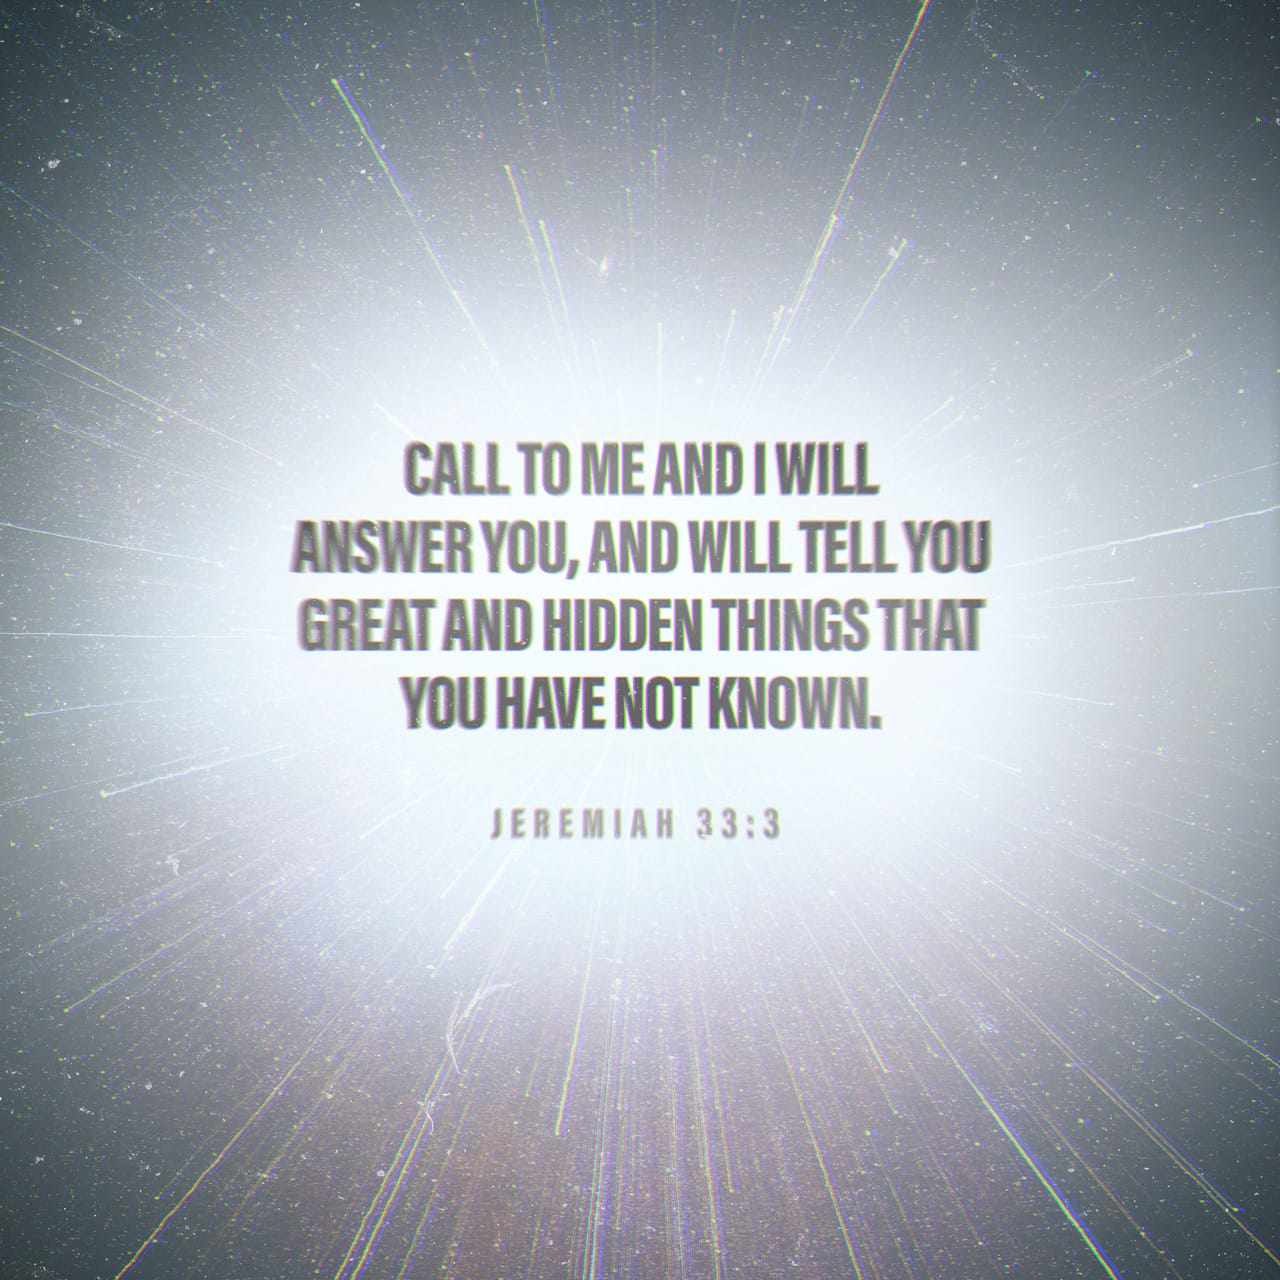 CALL TO ME AND I WILL
ANSWER YOU, AND WILL TELL YOU
GREAT AND HIDDEN THINGS THAT
YOU HAVE NOT KNOWN.
JEREMIAH 33:3